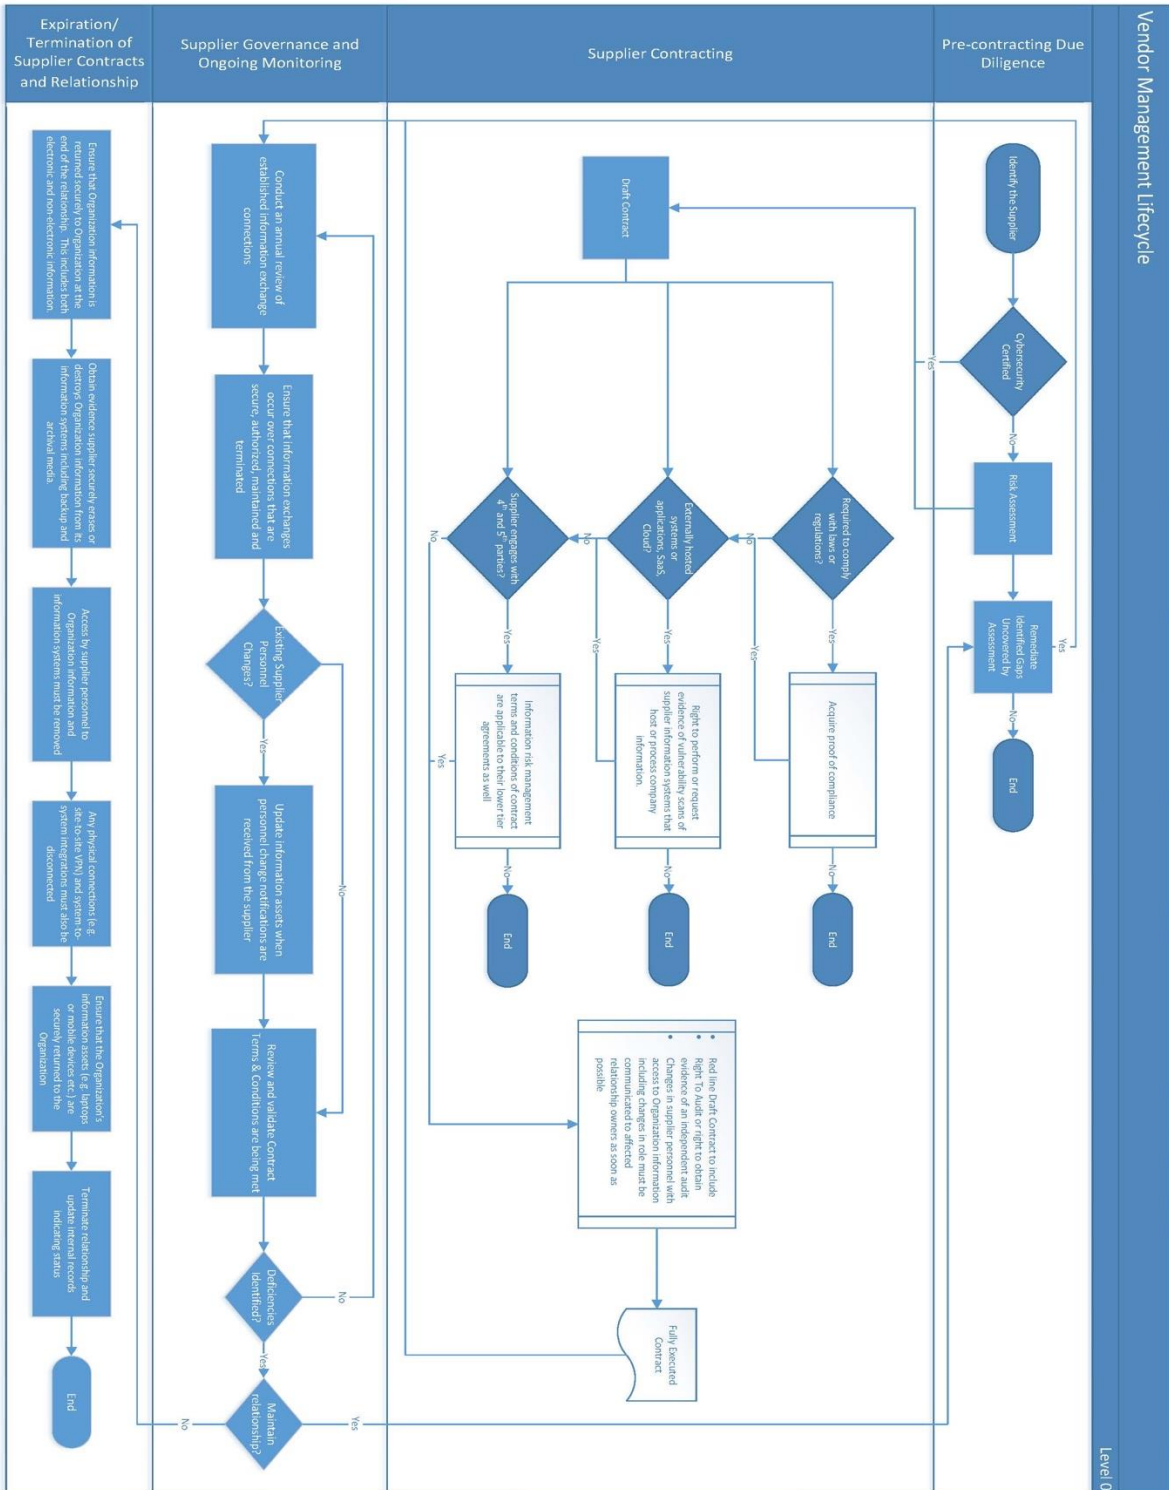 Vendor Management Lifecycle
Level 0
Pre-contracting Due
Diligence
Identify the Supplier
Cybersecurity
Certified
Yes
No
Risk Assessment
Remediate
Identified Gaps
Uncovered by
Assessment
Yes
No
End
Supplier Contracting
Draft Contract
Required to comply
with laws or
regulations?
Yes
No
Acquire proof of compliance
Yes
No
End
Externally hosted
systems or
applications, SaaS,
Cloud?
Yes
No
Right to perform or request
evidence of vulnerability scans of
supplier information systems that
host or process company
information.
Yes
No
End
Supplier engages with
4th and 5th parties?
Yes
No
Information risk management
terms and conditions of contract
are applicable to their lower tier
agreements as well
Yes
No
End
• Red line Draft Contract to include
• Right To Audit or right to obtain
evidence of an independent audit
• Changes in supplier personnel with
access to Organization information
including changes in role must be
communicated to affected
relationship owners as soon as
possible
Fully Executed
Contract
Supplier Governance and
Ongoing Monitoring
Conduct an annual review of
established information exchange
connections
Ensure that information exchanges
occur over connections that are
secure, authorized, maintained and
terminated
Existing Supplier
Personnel
Changes?
No
Yes
Update information assets when
personnel change notifications are
received from the supplier
Review and validate Contract
Terms & Conditions are being met
Deficiencies
Identified?
No
Yes
Maintain
relationship?
Yes
No
Expiration/
Termination of
Supplier Contracts
and Relationship
Ensure that Organization information is
returned securely to Organization at the
end of the relationship. This includes both
electronic and non-electronic information.
Obtain evidence supplier securely erases or
destroys Organization information from its
information systems including backup and
archival media.
Access by supplier personnel to
Organization information and
information systems must be removed
Any physical connections (e.g.
site-to-site VPN) and system-to-
system integrations must also be
disconnected
Ensure that the Organization's
information assets (e.g. laptops
or mobile devices etc.) are
securely returned to the
Organization
Terminate relationship and
update internal records
indicating status
End